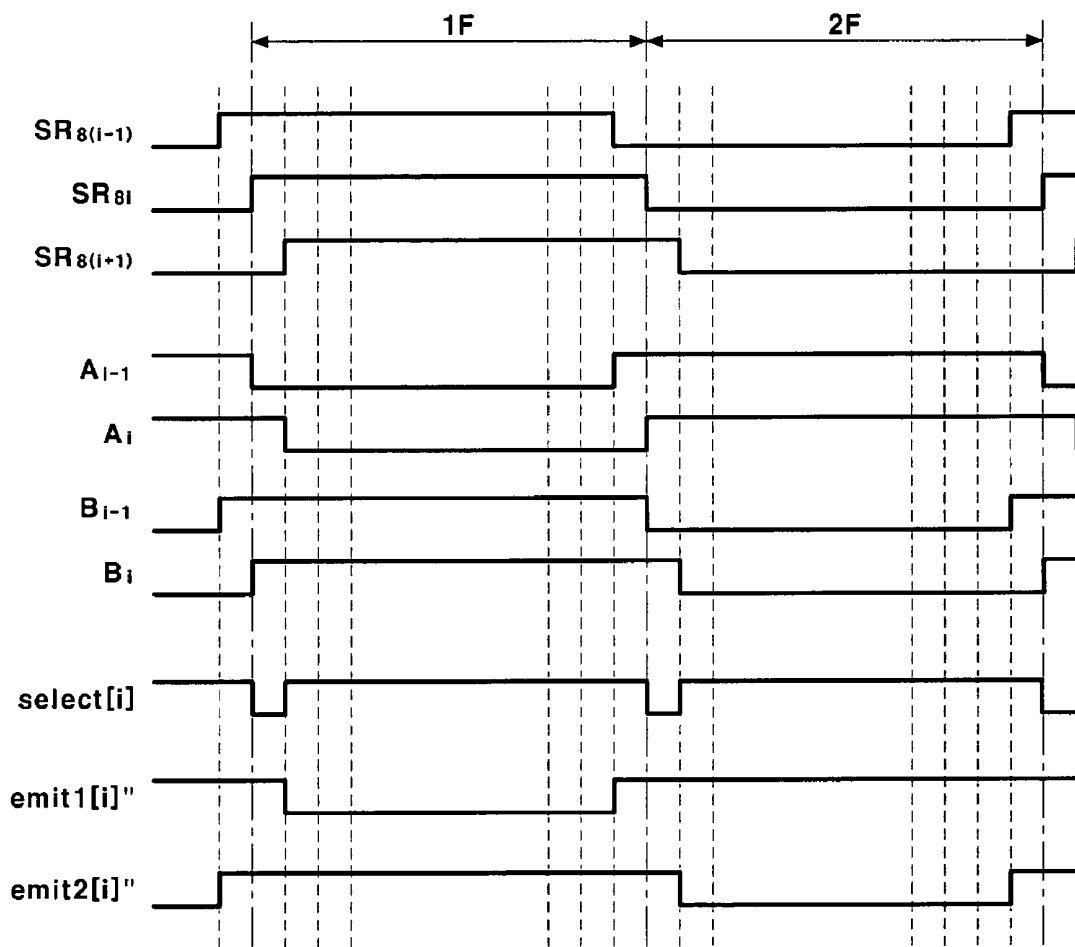 1F 2F
SR8(i-1)
SR8i
SR8(i+1)
Ai-1
Ai
Bi-1
Bi
select[i]
emit1[i]"
emit2[i]"